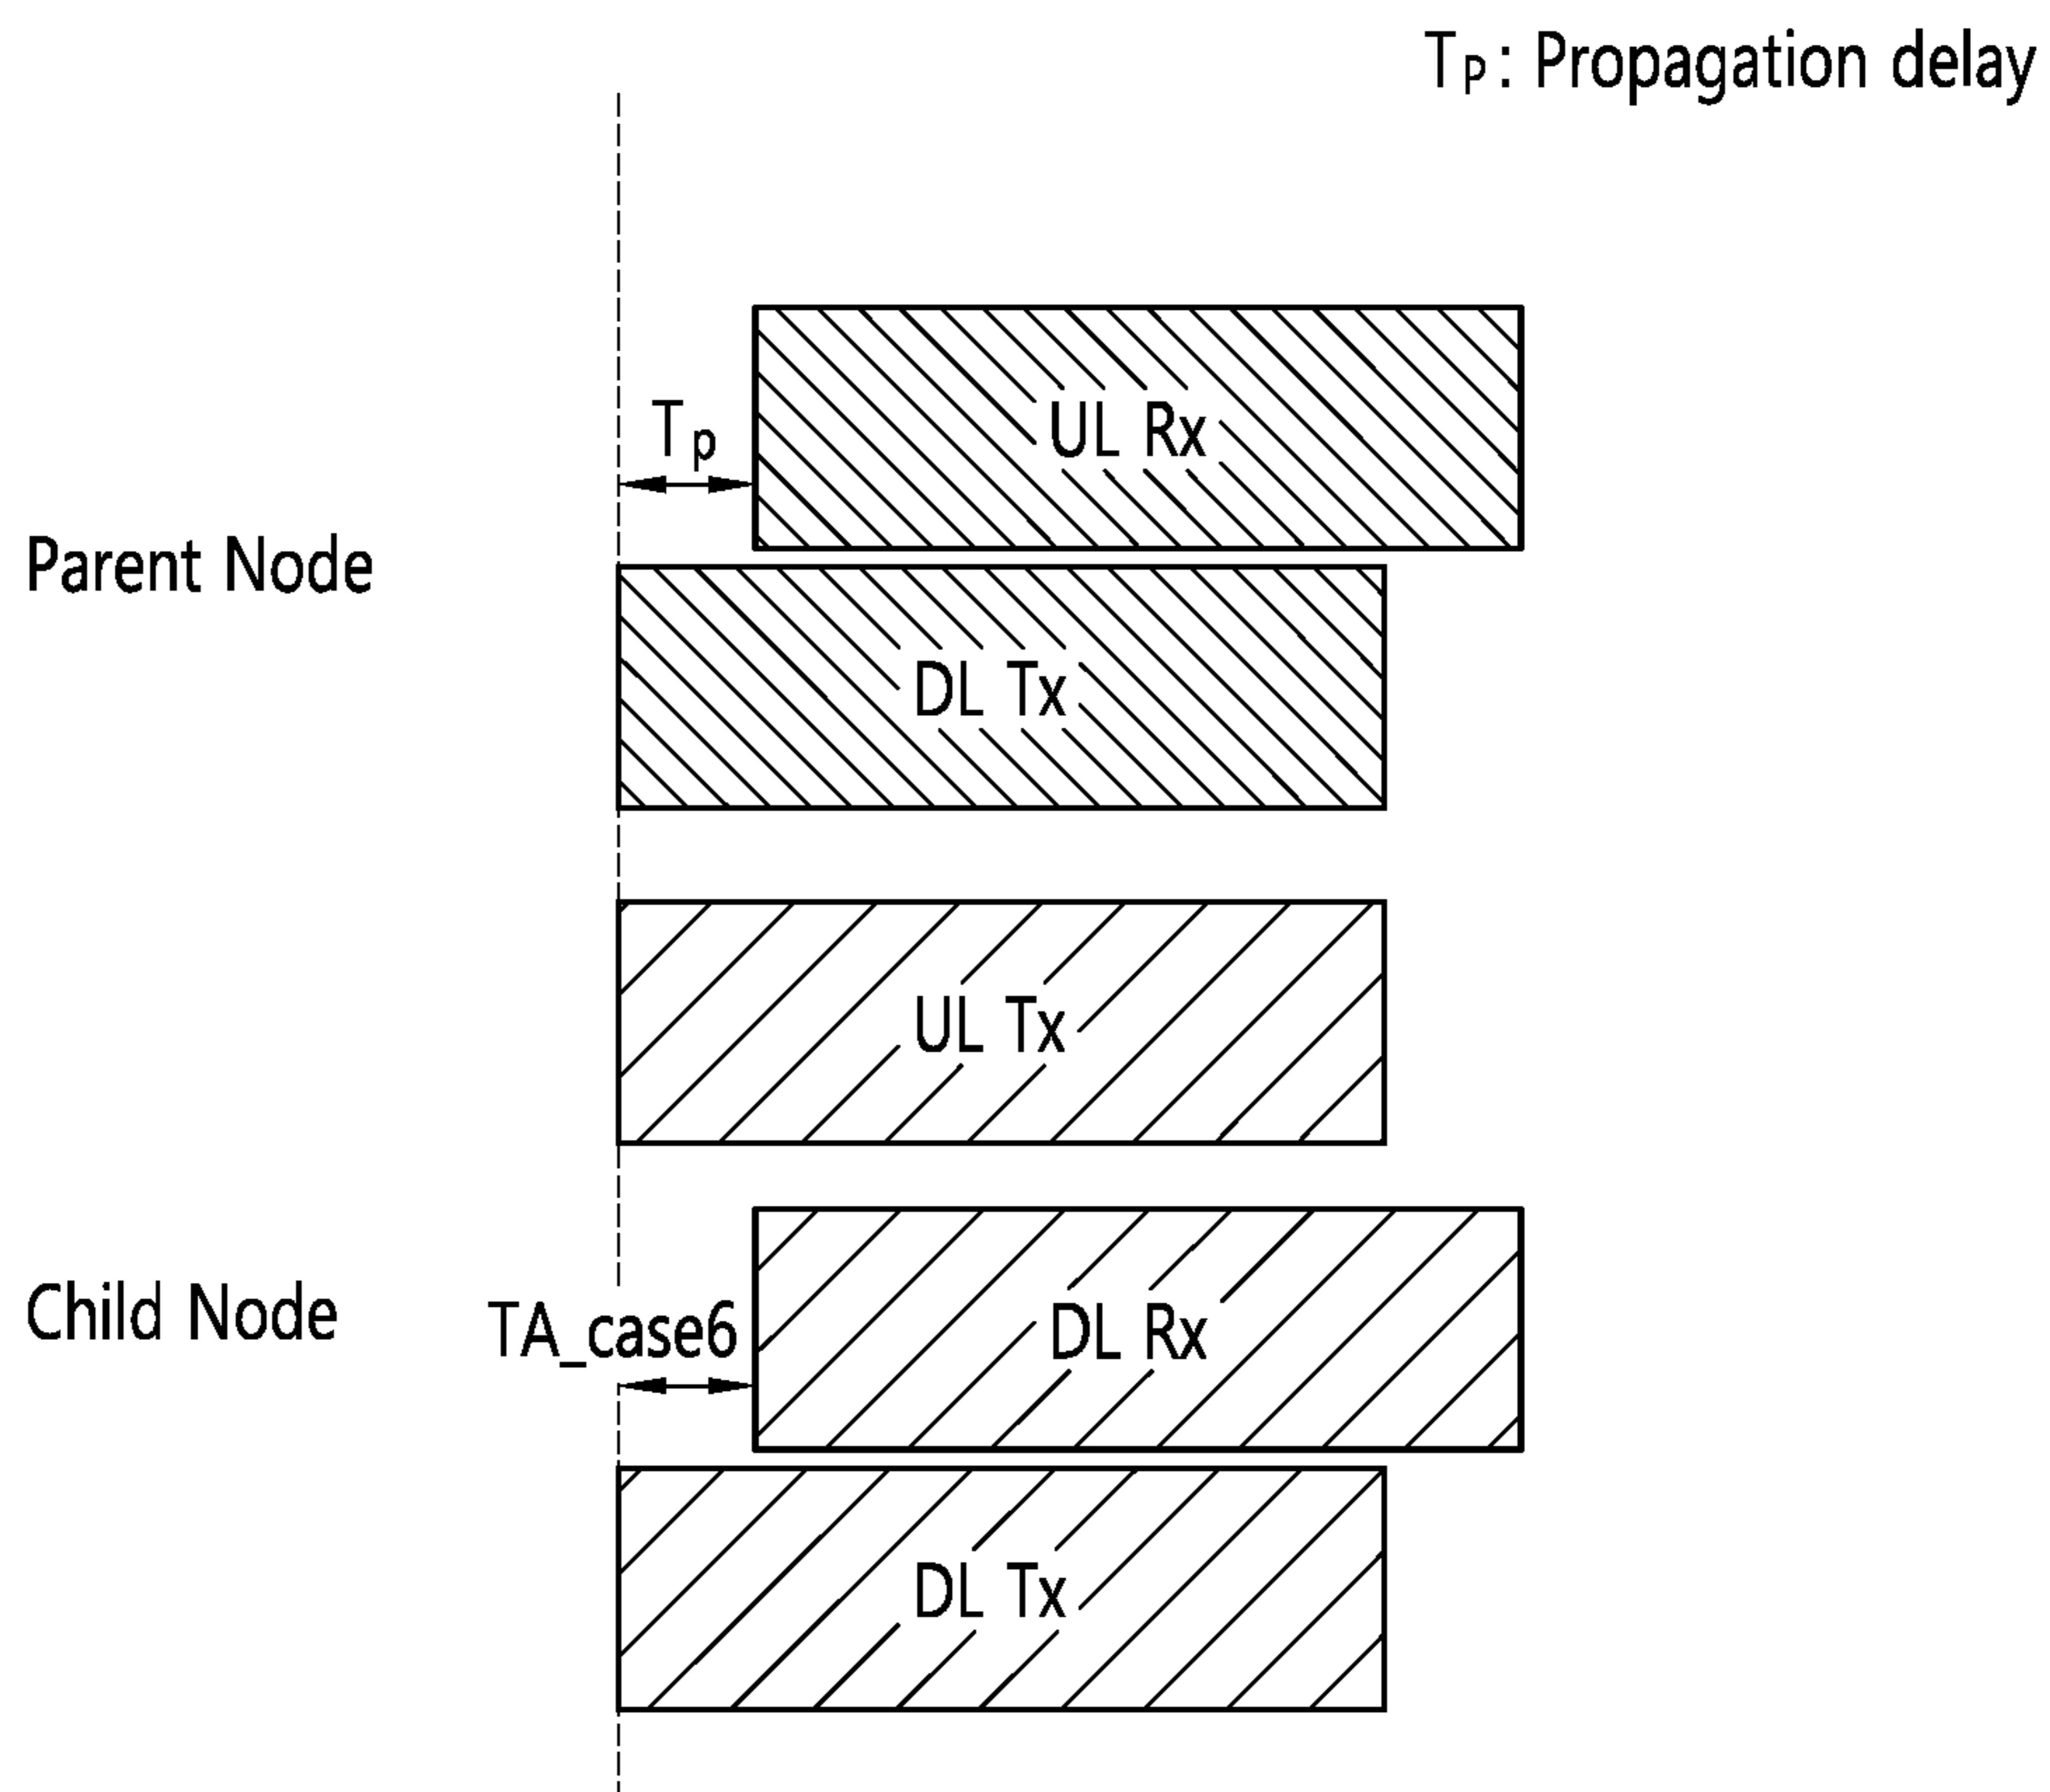 TP: Propagation delay
Tp
UL Rx
Parent Node
DL Tx
UL Tx
Child Node
TA_case6
DL Rx
DL Tx